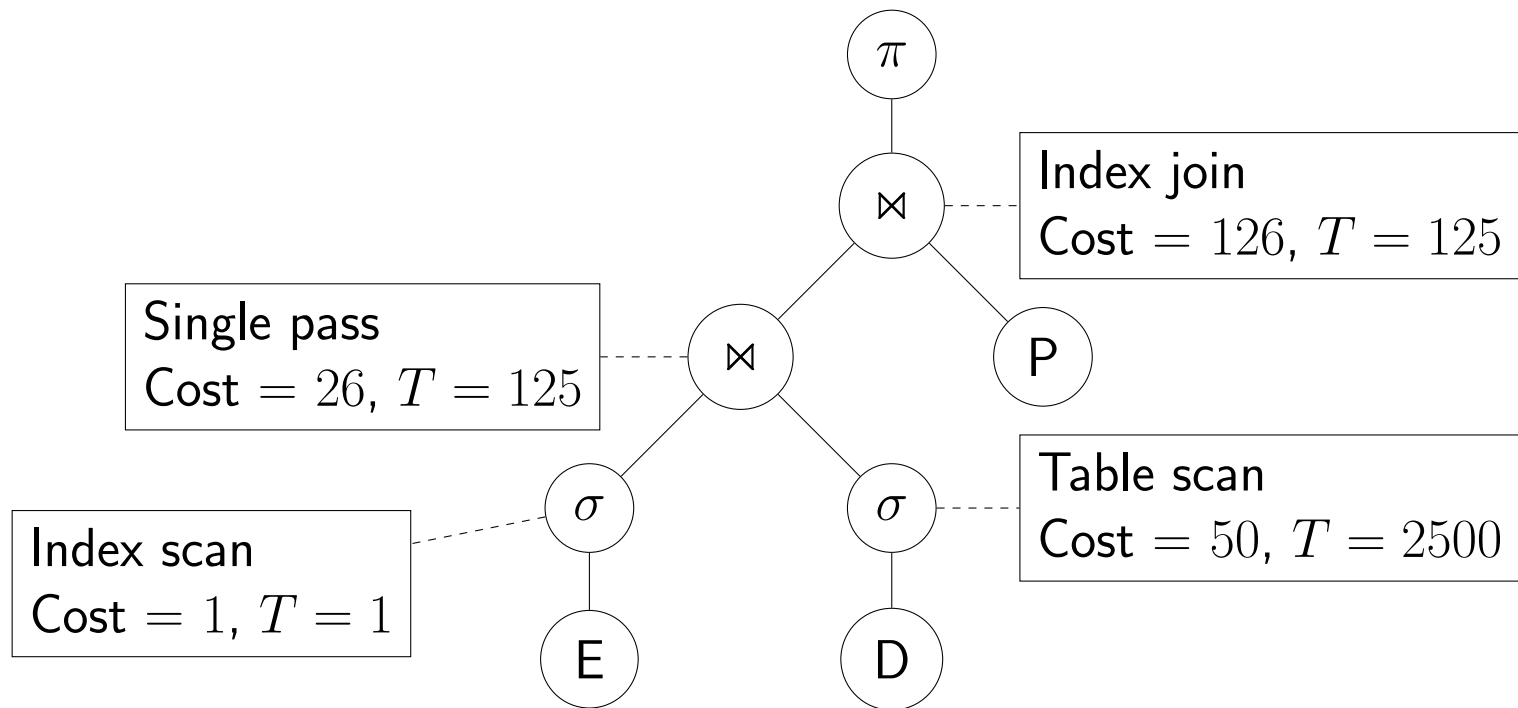 π
⋈
Index join
Cost = 126, T = 125
Single pass
Cost = 26, T = 125
⋈
P
σ
σ
Table scan
Cost = 50, T = 2500
Index scan
Cost = 1, T = 1
E
D